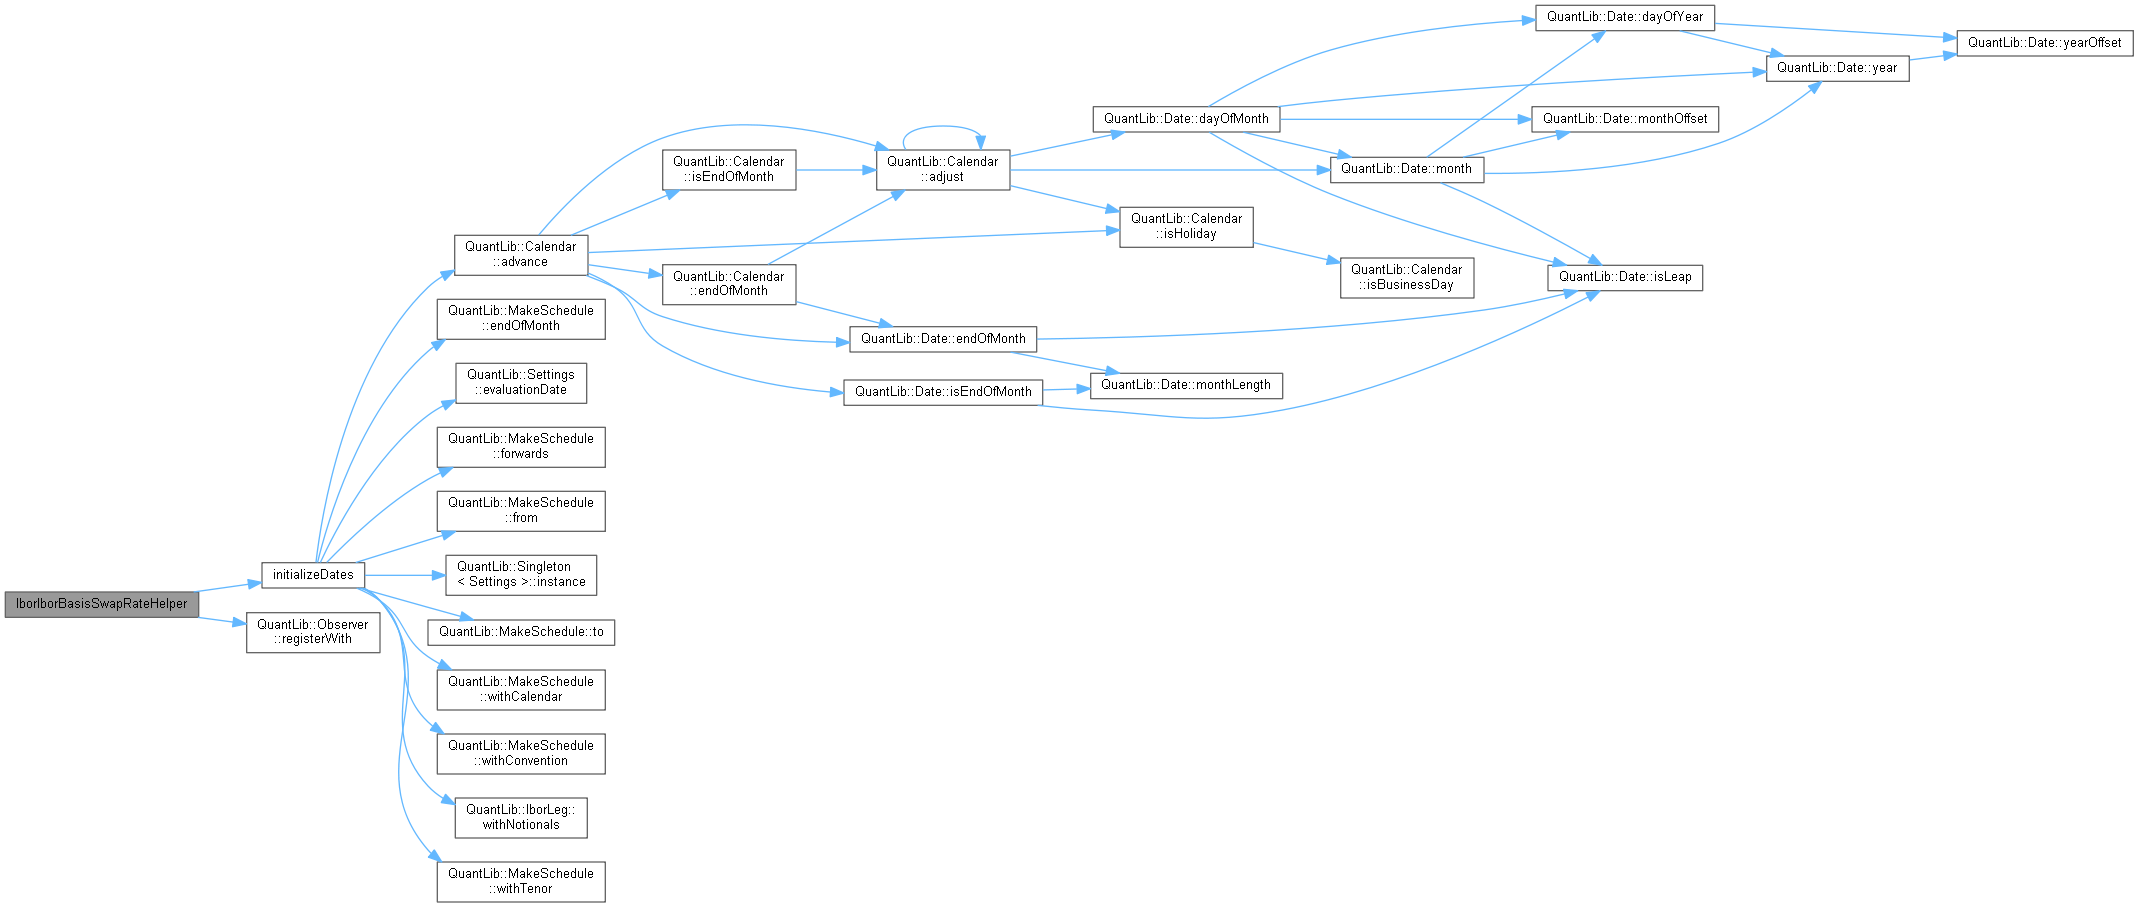 IborIborBasisSwapRateHelper
initializeDates
QuantLib::Observer
::registerWith
QuantLib::Calendar
::advance
QuantLib::MakeSchedule
::endOfMonth
QuantLib::Settings
::evaluationDate
QuantLib::MakeSchedule
::forwards
QuantLib::MakeSchedule
::from
QuantLib::Singleton
< Settings >::instance
QuantLib::MakeSchedule::to
QuantLib::MakeSchedule
::withCalendar
QuantLib::MakeSchedule
::withConvention
QuantLib::IborLeg::
withNotionals
QuantLib::MakeSchedule
::withTenor
QuantLib::Calendar
::isEndOfMonth
QuantLib::Calendar
::endOfMonth
QuantLib::Calendar
::adjust
QuantLib::Date::endOfMonth
QuantLib::Date::isEndOfMonth
QuantLib::Date::dayOfMonth
QuantLib::Calendar
::isHoliday
QuantLib::Date::monthLength
QuantLib::Date::month
QuantLib::Calendar
::isBusinessDay
QuantLib::Date::dayOfYear
QuantLib::Date::monthOffset
QuantLib::Date::isLeap
QuantLib::Date::year
QuantLib::Date::yearOffset